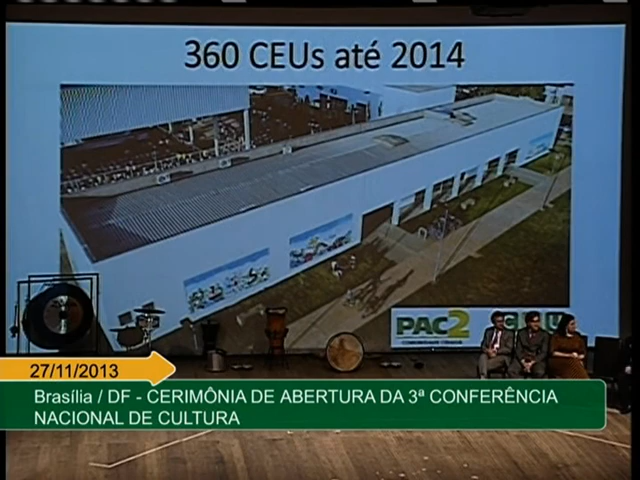 360 CEUs até 2014
PAC2
27/11/2013
Brasília / DF - CERIMÔNIA DE ABERTURA DA 3ª CONFERÊNCIA
NACIONAL DE CULTURA